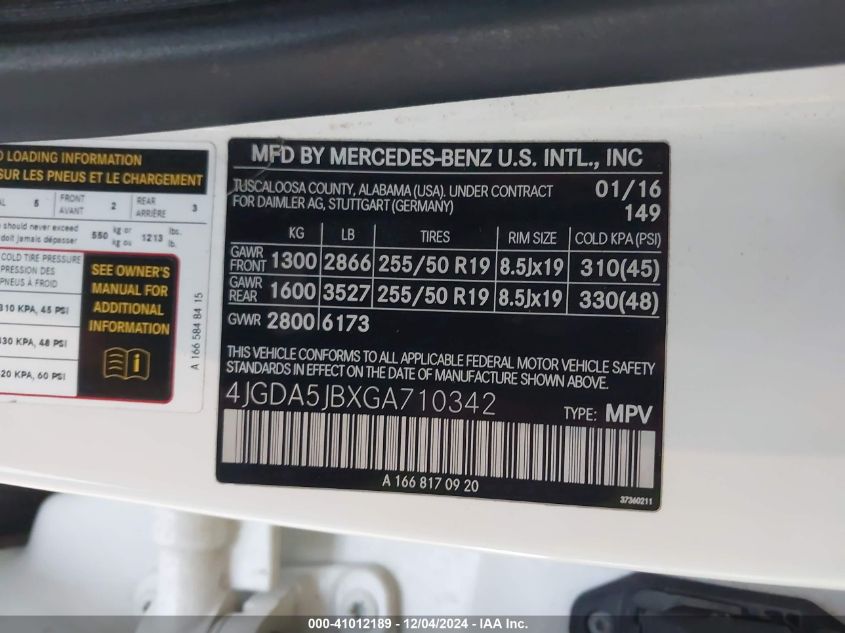 D LOADING INFORMATION
SUR LES PNEUS ET LE CHARGEMENT
AL 5 FRONT AVANT 2 REAR ARRIÈRE 3
should never exceed 550 kg or 1213 lbs.
doit jamais dépasser kg ou lb.
COLD TIRE PRESSURE
PRESSION DES
PNEUS À FROID
310 KPA, 45 PSI
330 KPA, 48 PSI
420 KPA, 60 PSI
SEE OWNER'S
MANUAL FOR
ADDITIONAL
INFORMATION
A 166 584 84 15
MFD BY MERCEDES-BENZ U.S. INTL., INC
TUSCALOOSA COUNTY, ALABAMA (USA). UNDER CONTRACT 01/16
FOR DAIMLER AG, STUTTGART (GERMANY) 149
KG LB TIRES RIM SIZE COLD KPA (PSI)
GAWR FRONT 1300 2866 255/50 R19 8.5Jx19 310(45)
GAWR REAR 1600 3527 255/50 R19 8.5Jx19 330(48)
GVWR 2800 6173
THIS VEHICLE CONFORMS TO ALL APPLICABLE FEDERAL MOTOR VEHICLE SAFETY
STANDARDS IN EFFECT ON THE DATE OF MANUFACTURE SHOWN ABOVE.
4JGDA5JBXGA710342 TYPE: MPV
A 166 817 09 20
37360211
000-41012189 - 12/04/2024 - IAA Inc.